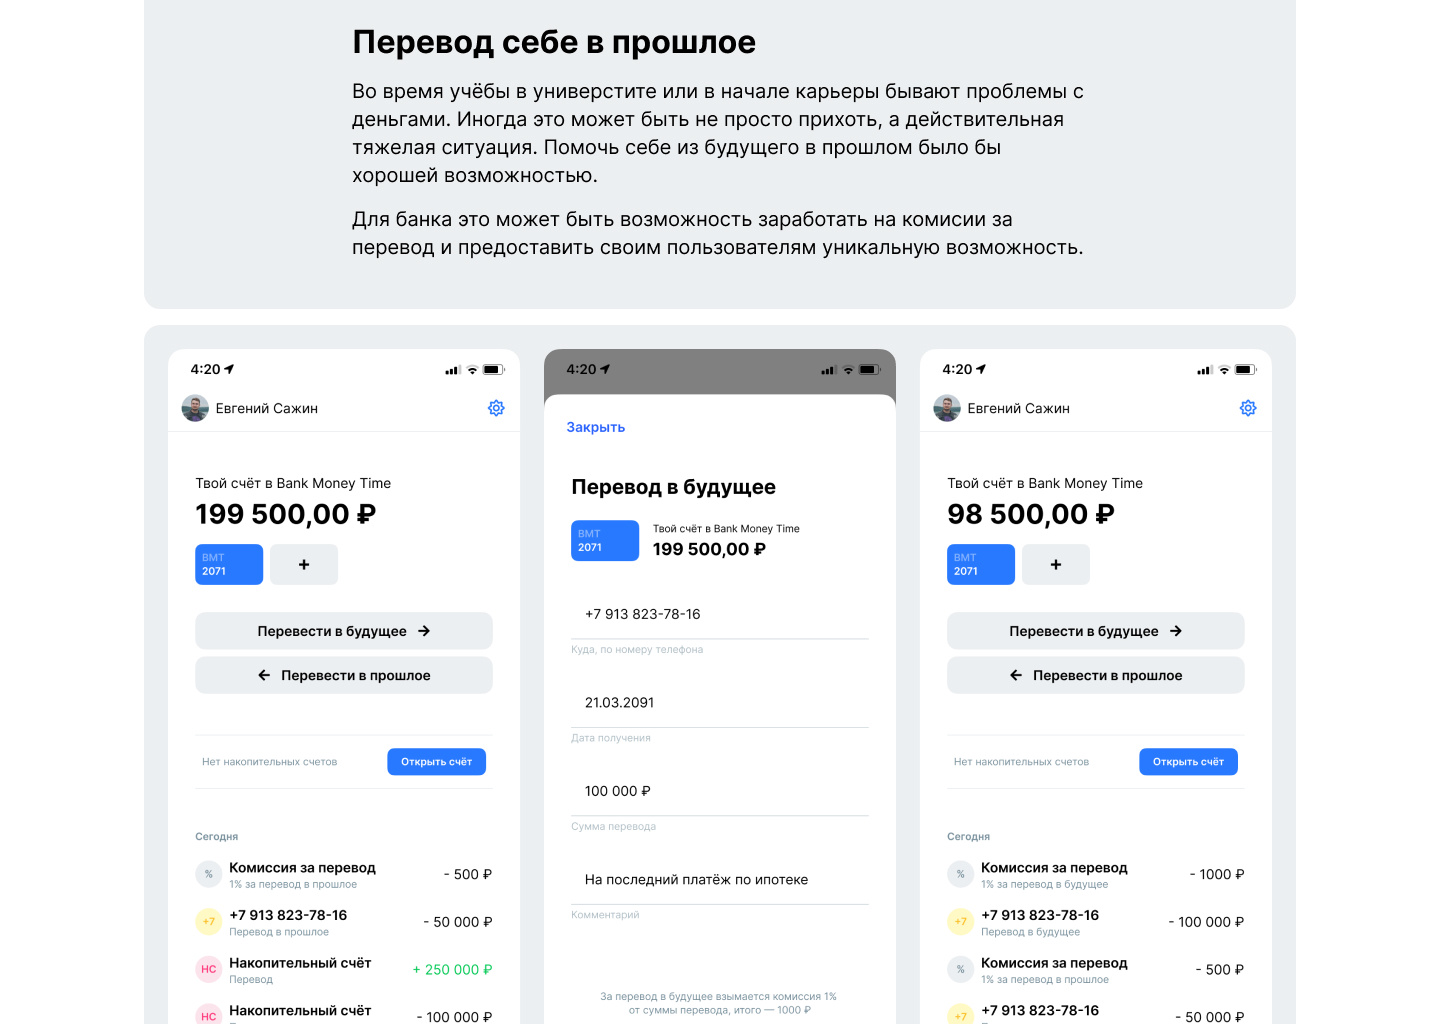 Перевод себе в прошлое
Во время учёбы в универстите или в начале карьеры бывают проблемы с
деньгами. Иногда это может быть не просто прихоть, а действительная
тяжелая ситуация. Помочь себе из будущего в прошлом было бы
хорошей возможностью.
Для банка это может быть возможность заработать на комисии за
перевод и предоставить своим пользователям уникальную возможность.
4:20
Евгений Сажин
Твой счёт в Bank Money Time
199 500,00 ₽
BMT
2071
+
Перевести в будущее →
← Перевести в прошлое
Нет накопительных счетов
Открыть счёт
Сегодня
%
Комиссия за перевод
1% за перевод в прошлое
- 500 ₽
+7
+7 913 823-78-16
Перевод в прошлое
- 50 000 ₽
НС
Накопительный счёт
Перевод
+ 250 000 ₽
НС
Накопительный счёт
- 100 000 ₽
4:20
Закрыть
Перевод в будущее
BMT
2071
Твой счёт в Bank Money Time
199 500,00 ₽
+7 913 823-78-16
Куда, по номеру телефона
21.03.2091
Дата получения
100 000 ₽
Сумма перевода
На последний платёж по ипотеке
Комментарий
За перевод в будущее взымается комиссия 1%
от суммы перевода, итого — 1000 ₽
4:20
Евгений Сажин
Твой счёт в Bank Money Time
98 500,00 ₽
BMT
2071
+
Перевести в будущее →
← Перевести в прошлое
Нет накопительных счетов
Открыть счёт
Сегодня
%
Комиссия за перевод
1% за перевод в будущее
- 1000 ₽
+7
+7 913 823-78-16
Перевод в будущее
- 100 000 ₽
%
Комиссия за перевод
1% за перевод в прошлое
- 500 ₽
+7
+7 913 823-78-16
- 50 000 ₽